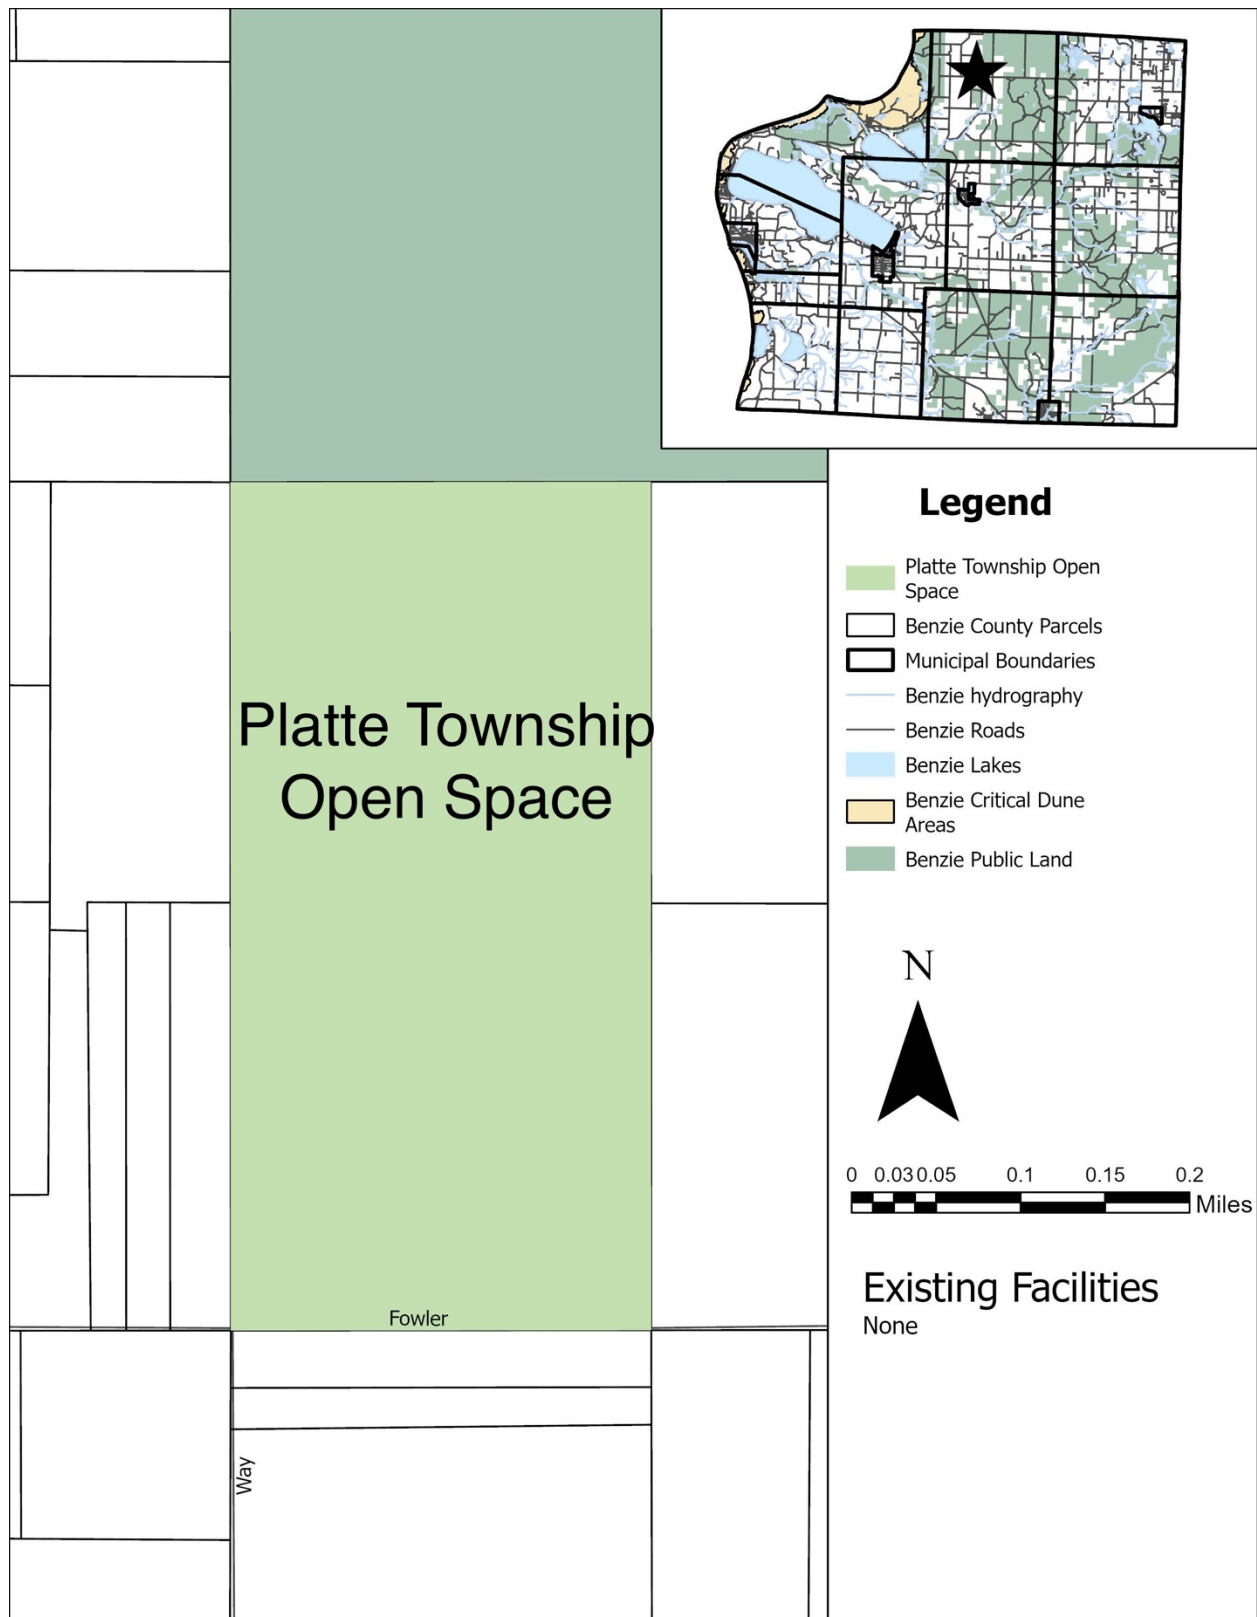 Legend
Platte Township Open
Space
Benzie County Parcels
Municipal Boundaries
Benzie hydrography
Benzie Roads
Benzie Lakes
Benzie Critical Dune
Areas
Benzie Public Land
Platte Township
Open Space
N
0 0.03 0.05 0.1 0.15 0.2
Miles
Existing Facilities
None
Fowler
Way